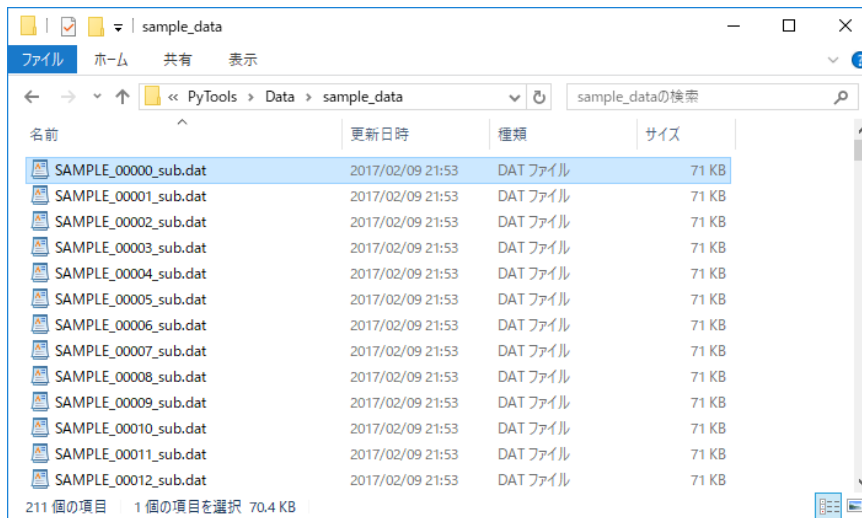 sample_data
ファイル ホーム 共有 表示
« PyTools > Data > sample_data sample_dataの検索
名前 更新日時 種類 サイズ
SAMPLE_00000_sub.dat 2017/02/09 21:53 DAT ファイル 71 KB
SAMPLE_00001_sub.dat 2017/02/09 21:53 DAT ファイル 71 KB
SAMPLE_00002_sub.dat 2017/02/09 21:53 DAT ファイル 71 KB
SAMPLE_00003_sub.dat 2017/02/09 21:53 DAT ファイル 71 KB
SAMPLE_00004_sub.dat 2017/02/09 21:53 DAT ファイル 71 KB
SAMPLE_00005_sub.dat 2017/02/09 21:53 DAT ファイル 71 KB
SAMPLE_00006_sub.dat 2017/02/09 21:53 DAT ファイル 71 KB
SAMPLE_00007_sub.dat 2017/02/09 21:53 DAT ファイル 71 KB
SAMPLE_00008_sub.dat 2017/02/09 21:53 DAT ファイル 71 KB
SAMPLE_00009_sub.dat 2017/02/09 21:53 DAT ファイル 71 KB
SAMPLE_00010_sub.dat 2017/02/09 21:53 DAT ファイル 71 KB
SAMPLE_00011_sub.dat 2017/02/09 21:53 DAT ファイル 71 KB
SAMPLE_00012_sub.dat 2017/02/09 21:53 DAT ファイル 71 KB
211 個の項目 1 個の項目を選択 70.4 KB